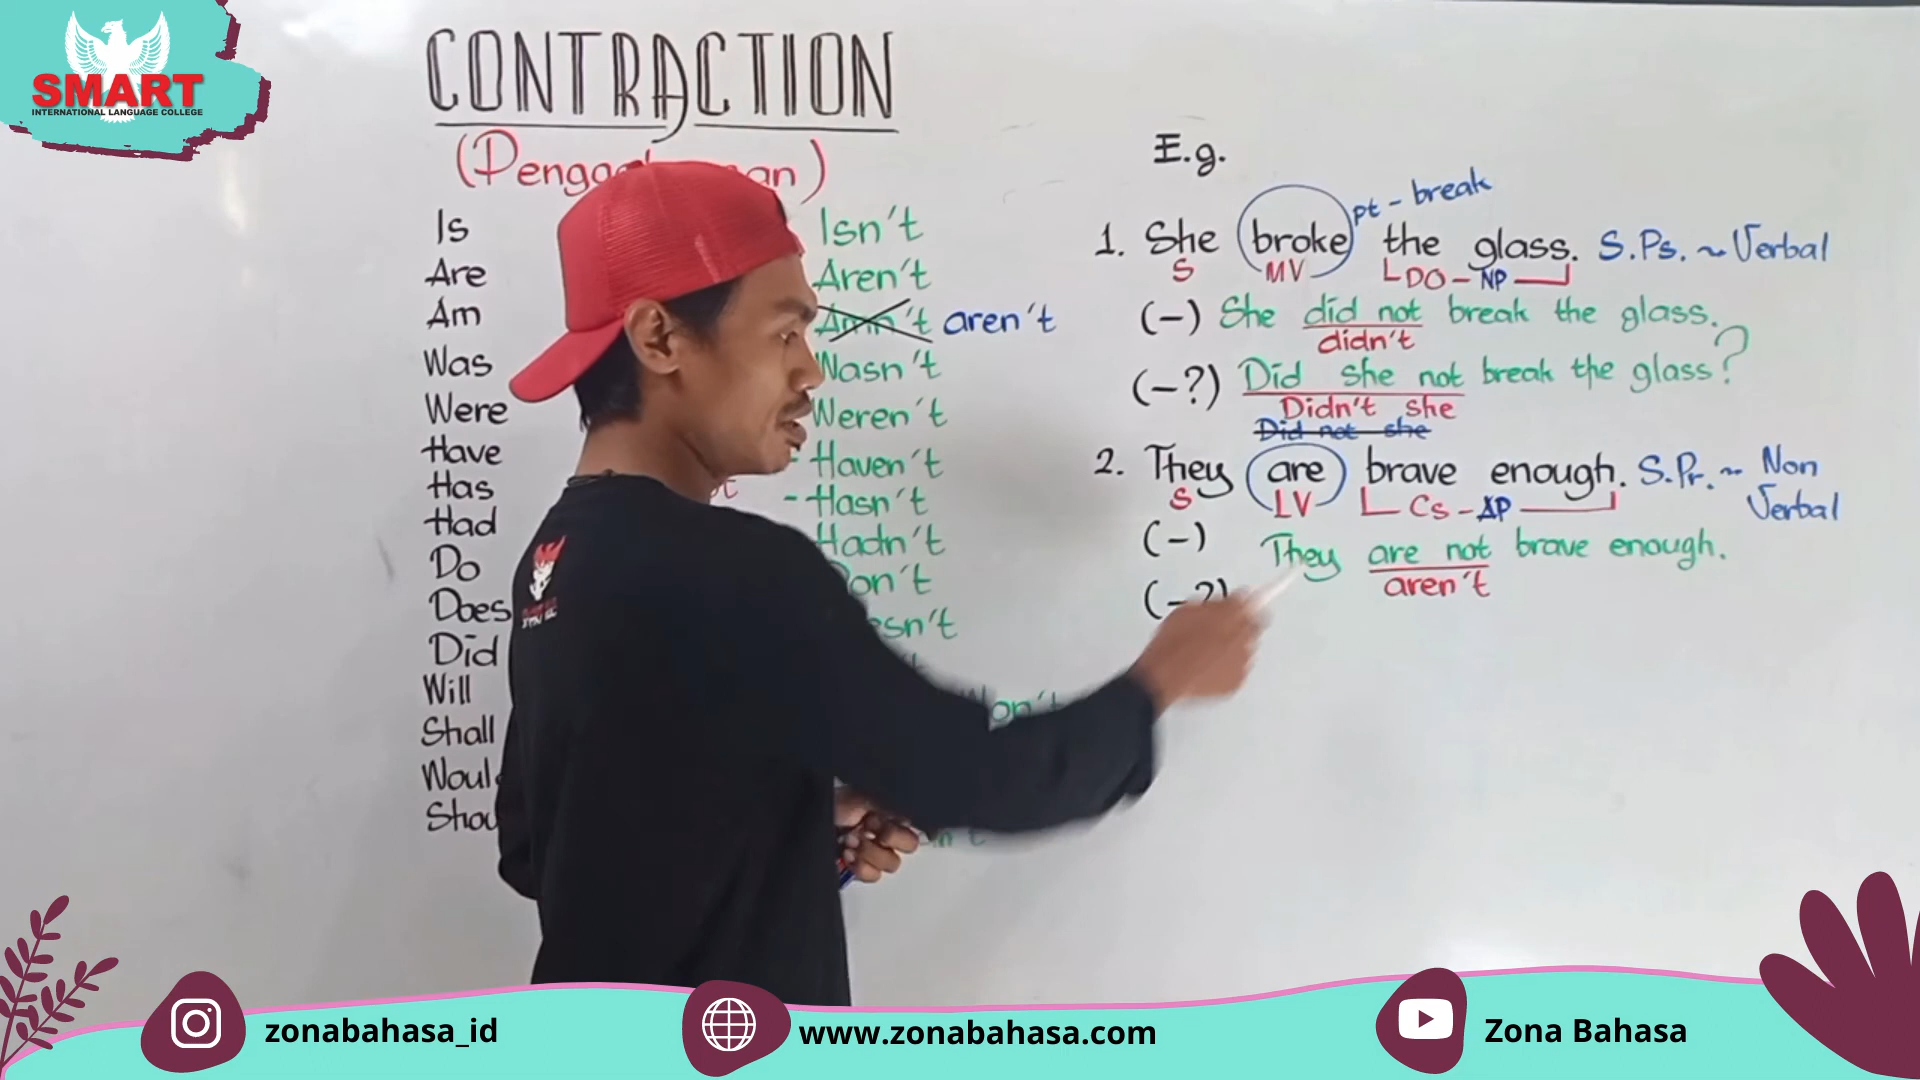 SMART
INTERNATIONAL LANGUAGE COLLEGE
CONTRACTION
Is Isn't
Are Aren't
Am Amn't aren't
Was Wasn't
Were Weren't
Have - Haven't
Has - Hasn't
Had Hadn't
Do Don't
Does
Did
Will
Shall
E.g.
pt - break
1. She broke the glass. S.Ps. ~ Verbal
S MV DO - NP
(-) She did not break the glass.
didn't
(-?) Did she not break the glass?
Didn't she
Did not she
2. They are brave enough. S.Pr. ~ Non Verbal
S LV Cs - AP
(-) They are not brave enough.
aren't
(-?)
zonabahasa_id
www.zonabahasa.com
Zona Bahasa